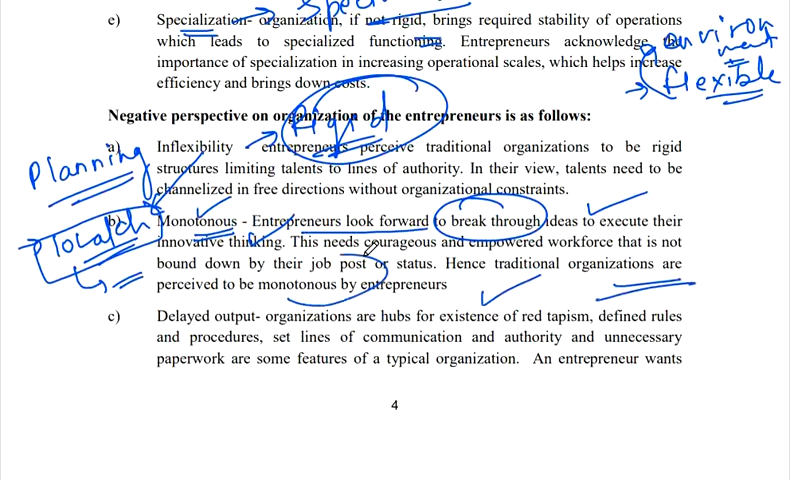 e) Specialization- organization, if not rigid, brings required stability of operations
which leads to specialized functioning. Entrepreneurs acknowledge the
importance of specialization in increasing operational scales, which helps increase
efficiency and brings down costs.
environ
ment
flexible
Negative perspective on organization of the entrepreneurs is as follows:
Rigid
Planning
a) Inflexibility - entrepreneurs perceive traditional organizations to be rigid
structures limiting talents to lines of authority. In their view, talents need to be
channelized in free directions without organizational constraints.
b) Monotonous - Entrepreneurs look forward to break through ideas to execute their
innovative thinking. This needs courageous and empowered workforce that is not
bound down by their job post or status. Hence traditional organizations are
perceived to be monotonous by entrepreneurs
c) Delayed output- organizations are hubs for existence of red tapism, defined rules
and procedures, set lines of communication and authority and unnecessary
paperwork are some features of a typical organization. An entrepreneur wants
4